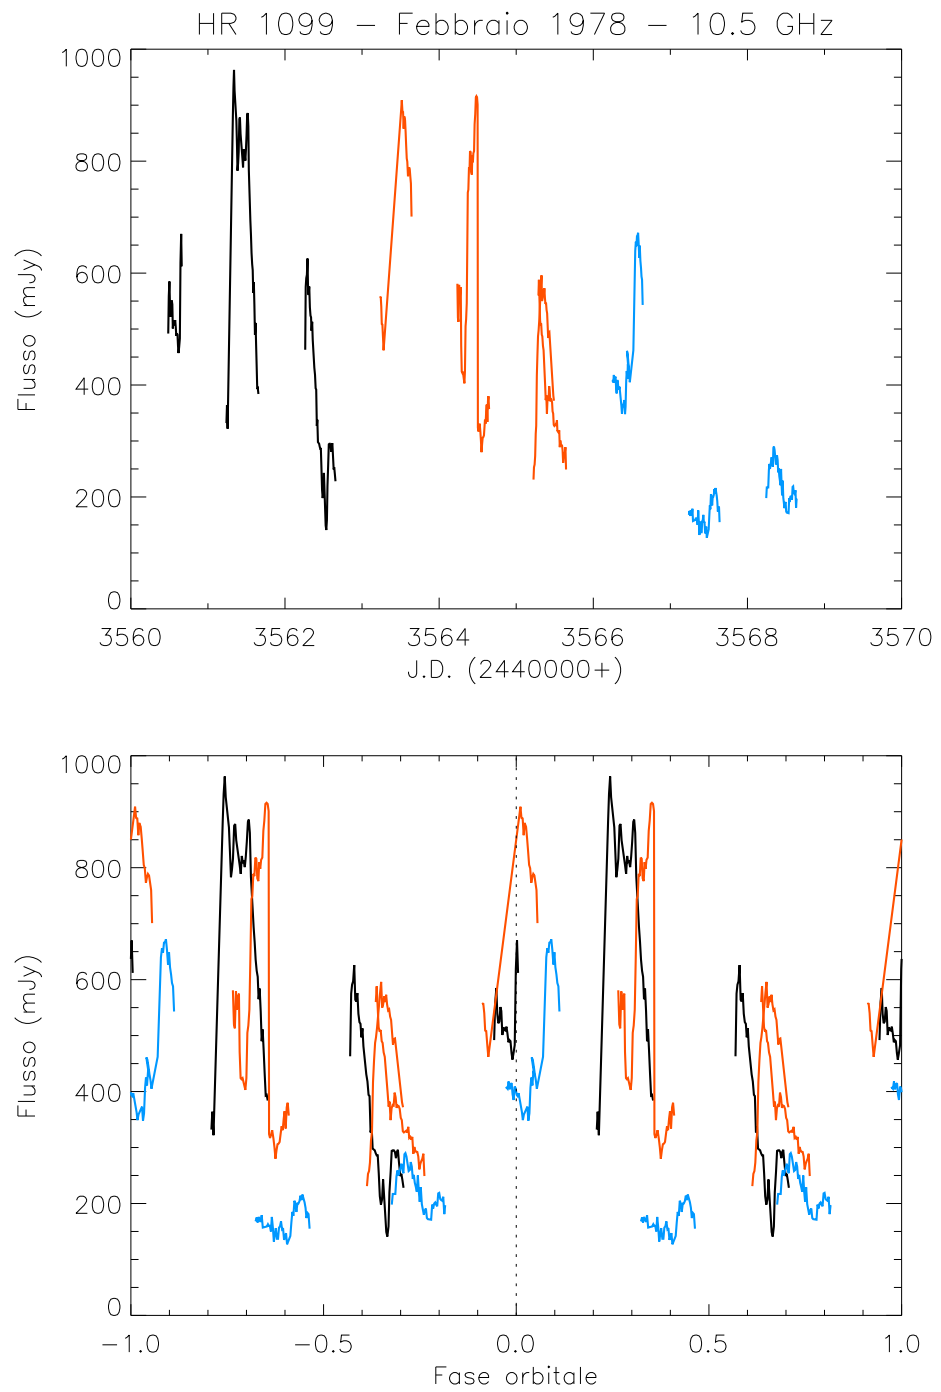 HR 1099 – Febbraio 1978 – 10.5 GHz
1000
800
600
400
200
0
Flusso (mJy)
3560 3562 3564 3566 3568 3570
J.D. (2440000+)
1000
800
600
400
200
0
Flusso (mJy)
−1.0 −0.5 0.0 0.5 1.0
Fase orbitale